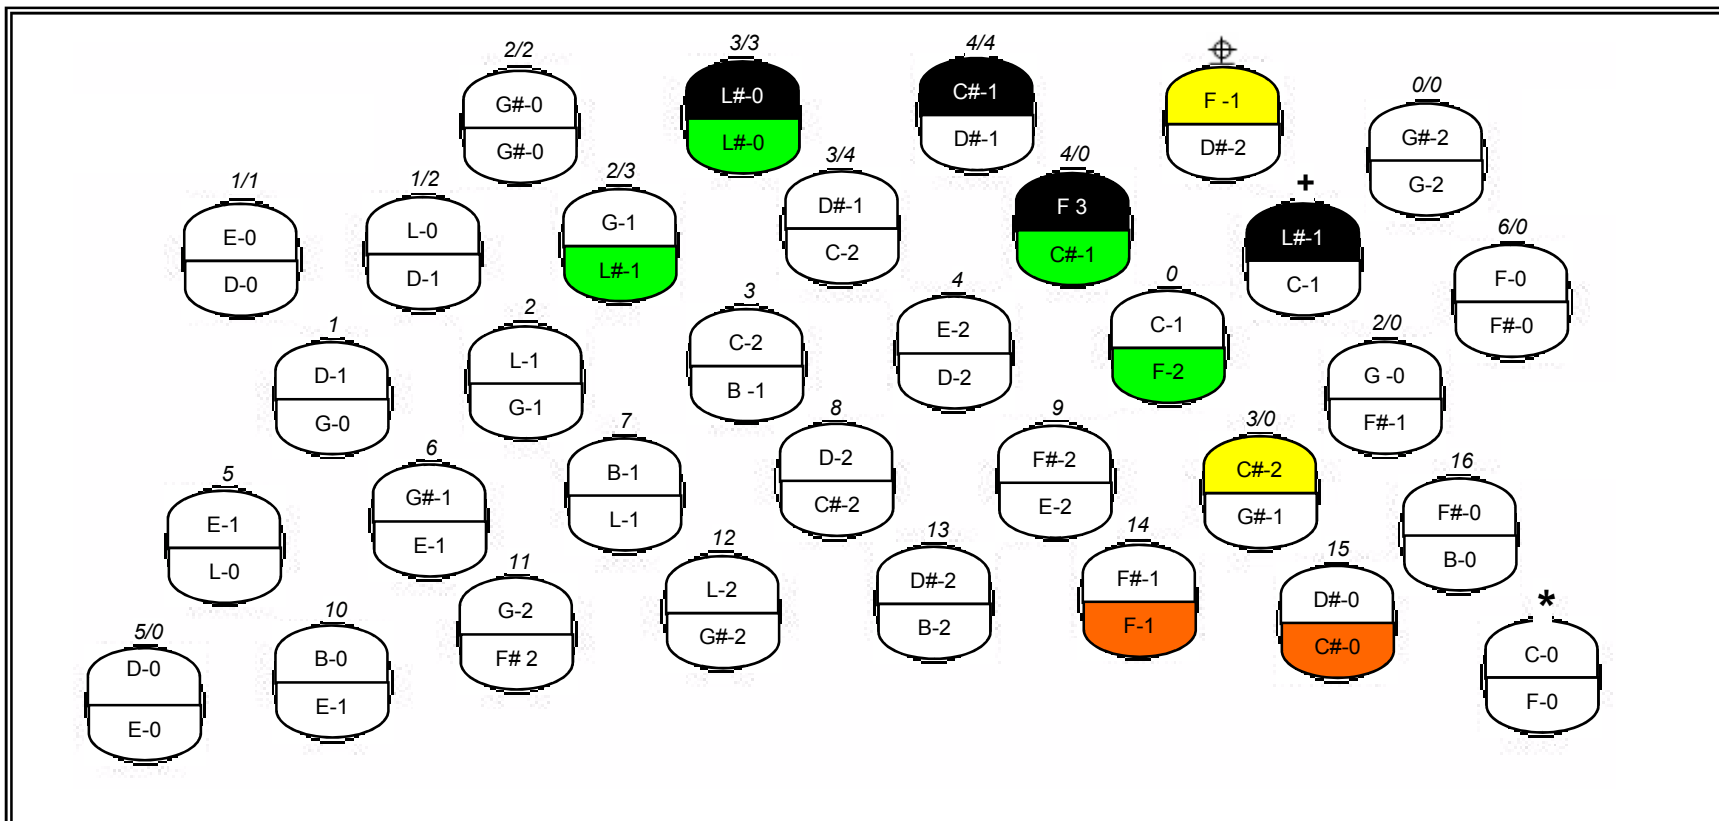 2/2
G#-0
G#-0
3/3
L#-0
L#-0
4/4
C#-1
D#-1
F -1
D#-2
0/0
G#-2
G-2
1/1
E-0
D-0
1/2
L-0
D-1
2/3
G-1
L#-1
3/4
D#-1
C-2
4/0
F 3
C#-1
+
L#-1
C-1
6/0
F-0
F#-0
1
D-1
G-0
2
L-1
G-1
3
C-2
B -1
4
E-2
D-2
0
C-1
F-2
2/0
G -0
F#-1
5
E-1
L-0
6
G#-1
E-1
7
B-1
L-1
8
D-2
C#-2
9
F#-2
E-2
3/0
C#-2
G#-1
16
F#-0
B-0
5/0
D-0
E-0
10
B-0
E-1
11
G-2
F# 2
12
L-2
G#-2
13
D#-2
B-2
14
F#-1
F-1
15
D#-0
C#-0
*
C-0
F-0